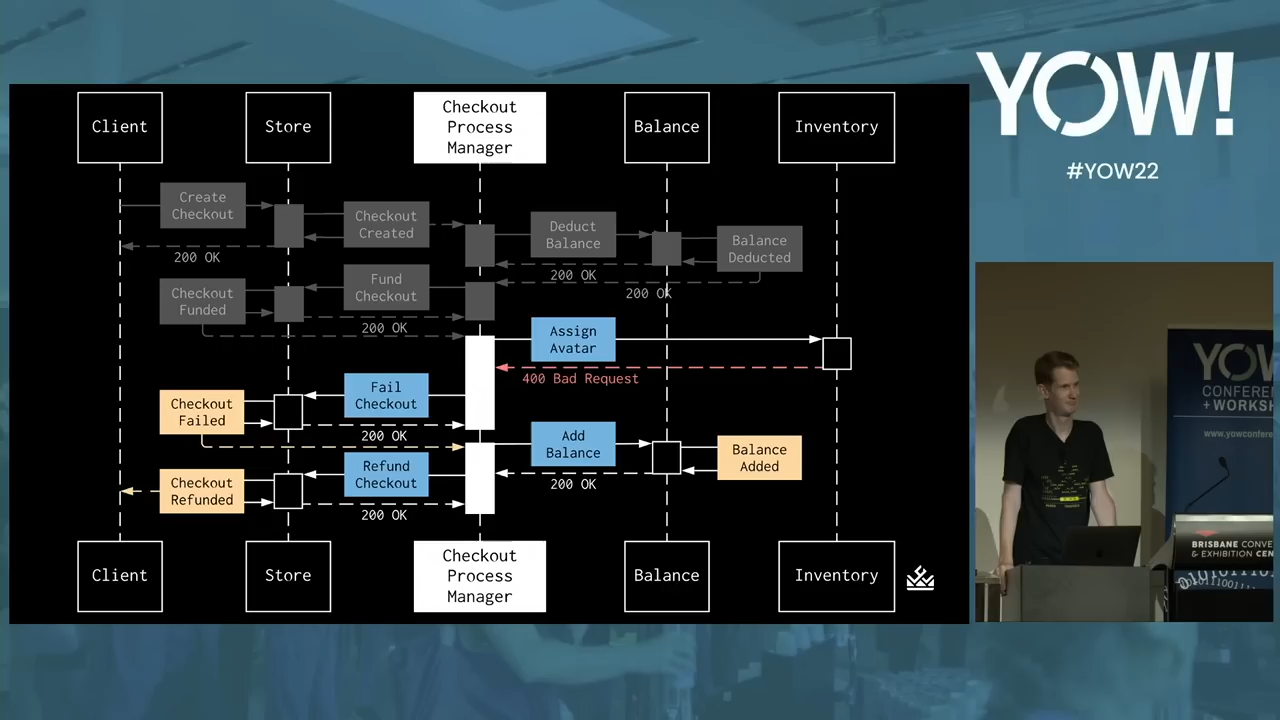 Client
Store
Checkout
Process
Manager
Balance
Inventory
Create
Checkout
Checkout
Created
Deduct
Balance
Balance
Deducted
200 OK
200 OK
Checkout
Funded
Fund
Checkout
200 OK
200 OK
Assign
Avatar
400 Bad Request
Checkout
Failed
Fail
Checkout
200 OK
Add
Balance
200 OK
Balance
Added
Checkout
Refunded
Refund
Checkout
200 OK
Client
Store
Checkout
Process
Manager
Balance
Inventory
YOW!
#YOW22
YOW
CONFEREN
+ WORKSH
www.yowconfere
BRISBANE CONVE
& EXHIBITION CEN